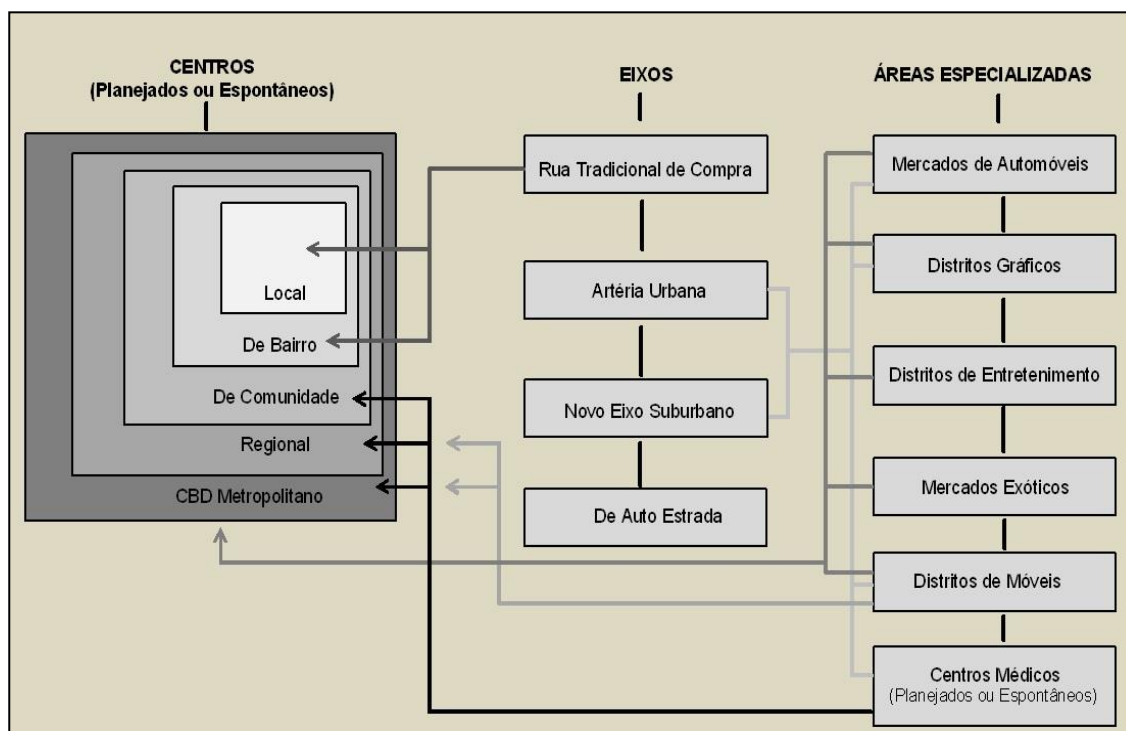 CENTROS
(Planejados ou Espontâneos)
Local
De Bairro
De Comunidade
Regional
CBD Metropolitano
EIXOS
Rua Tradicional de Compra
Artéria Urbana
Novo Eixo Suburbano
De Auto Estrada
ÁREAS ESPECIALIZADAS
Mercados de Automóveis
Distritos Gráficos
Distritos de Entretenimento
Mercados Exóticos
Distritos de Móveis
Centros Médicos
(Planejados ou Espontâneos)